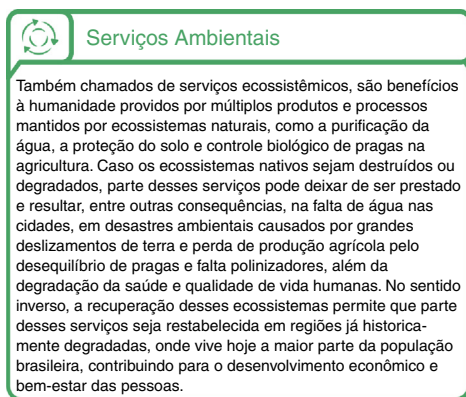 Serviços Ambientais
Também chamados de serviços ecossistêmicos, são benefícios
à humanidade providos por múltiplos produtos e processos
mantidos por ecossistemas naturais, como a purificação da
água, a proteção do solo e controle biológico de pragas na
agricultura. Caso os ecossistemas nativos sejam destruídos ou
degradados, parte desses serviços pode deixar de ser prestado
e resultar, entre outras consequências, na falta de água nas
cidades, em desastres ambientais causados por grandes
deslizamentos de terra e perda de produção agrícola pelo
desequilíbrio de pragas e falta polinizadores, além da
degradação da saúde e qualidade de vida humanas. No sentido
inverso, a recuperação desses ecossistemas permite que parte
desses serviços seja restabelecida em regiões já historica-
mente degradadas, onde vive hoje a maior parte da população
brasileira, contribuindo para o desenvolvimento econômico e
bem-estar das pessoas.